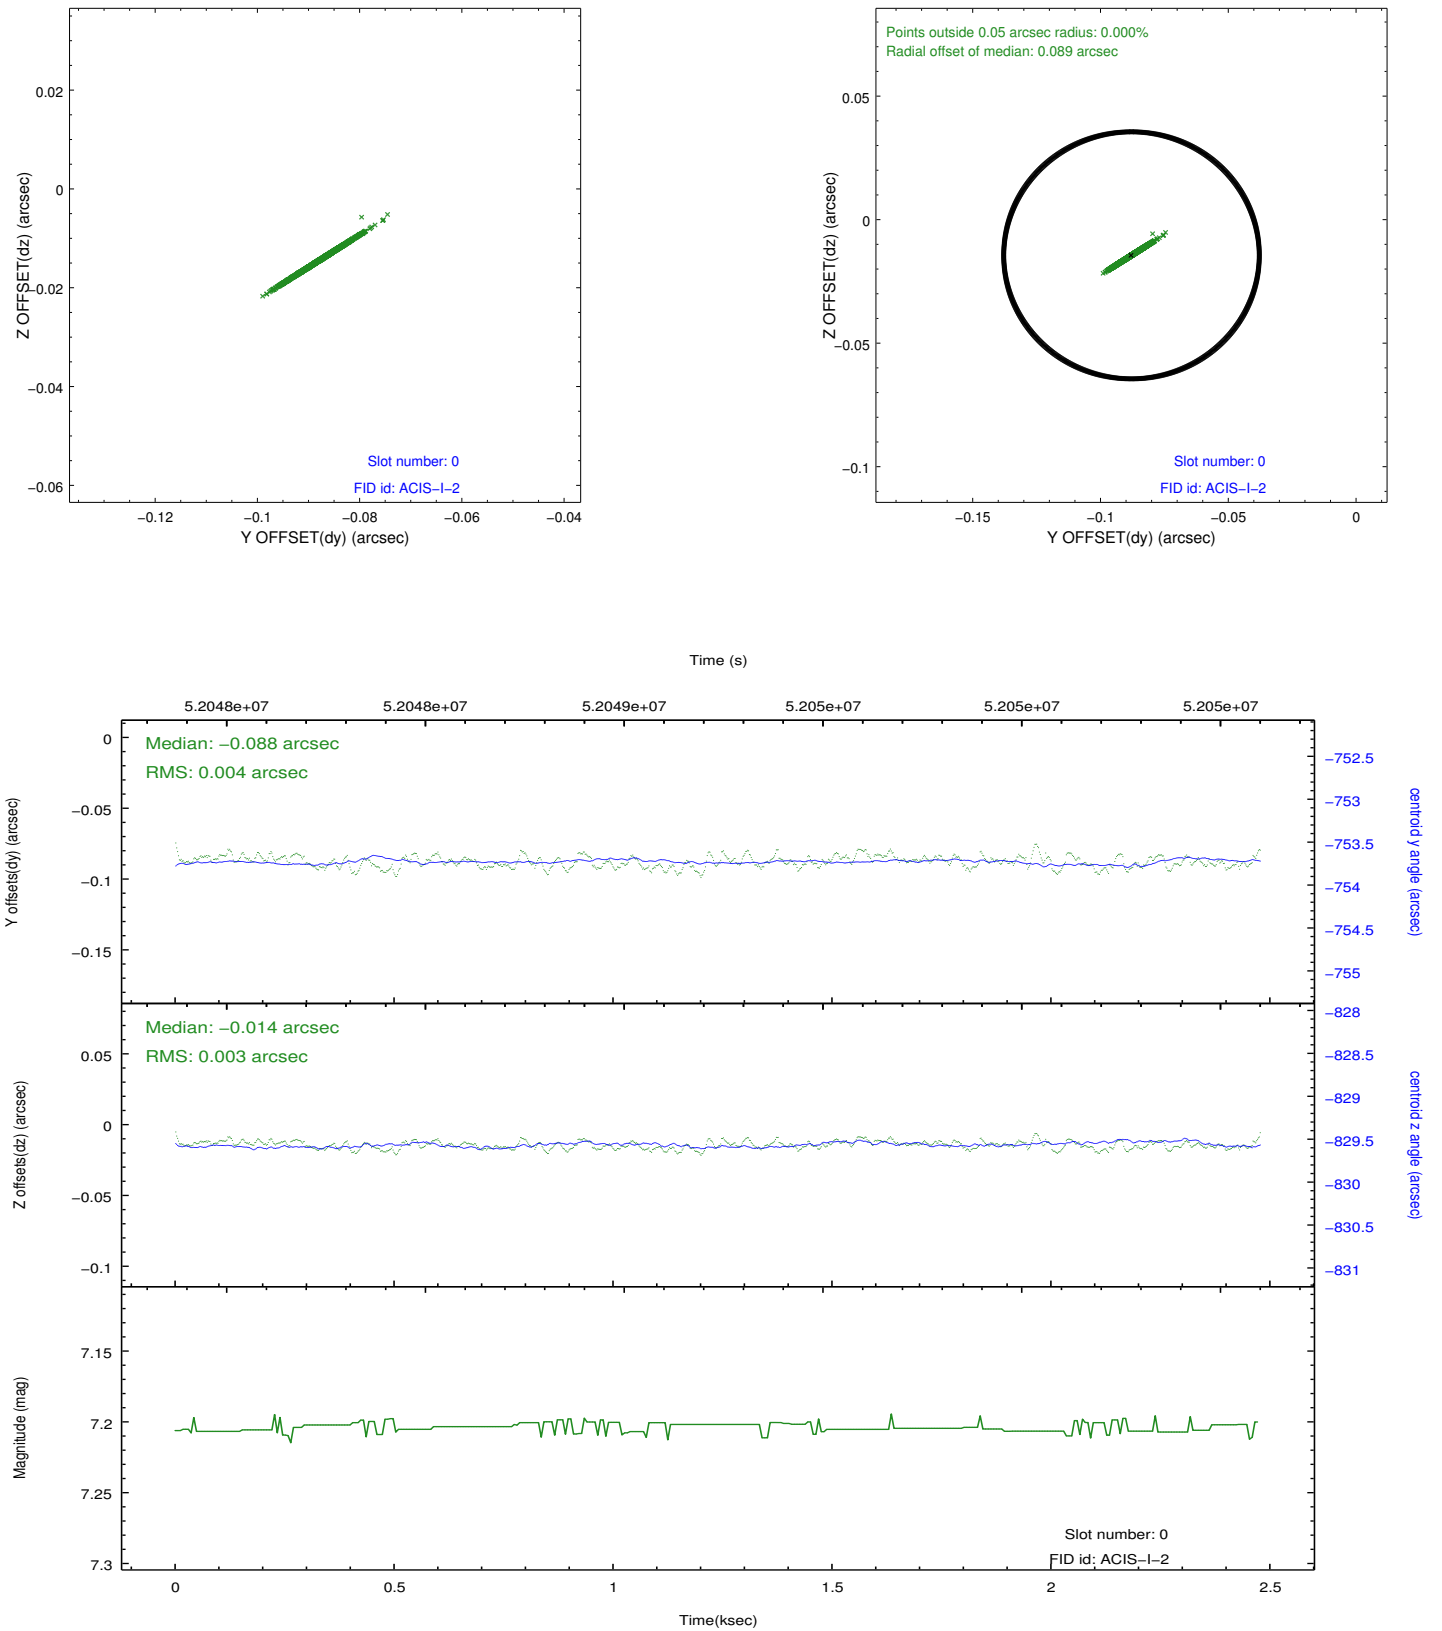 0.02
0
−0.02
−0.04
−0.06
Z OFFSET(dz) (arcsec)
Slot number: 0
FID id: ACIS−I−2
−0.12
−0.1
−0.08
−0.06
−0.04
Y OFFSET(dy) (arcsec)
Points outside 0.05 arcsec radius: 0.000%
Radial offset of median: 0.089 arcsec
0.05
0
−0.05
−0.1
Z OFFSET(dz) (arcsec)
Slot number: 0
FID id: ACIS−I−2
−0.15
−0.1
−0.05
0
Y OFFSET(dy) (arcsec)
Time (s)
5.2048e+07
5.2048e+07
5.2049e+07
5.205e+07
5.205e+07
5.205e+07
Median: −0.088 arcsec
RMS: 0.004 arcsec
0
−0.05
−0.1
−0.15
Y offsets(dy) (arcsec)
−752.5
−753
−753.5
−754
−754.5
−755
centroid y angle (arcsec)
Median: −0.014 arcsec
RMS: 0.003 arcsec
0.05
0
−0.05
−0.1
Z offsets(dz) (arcsec)
−828
−828.5
−829
−829.5
−830
−830.5
−831
centroid z angle (arcsec)
7.15
7.2
7.25
7.3
Magnitude (mag)
Slot number: 0
FID id: ACIS−I−2
0
0.5
1
1.5
2
2.5
Time(ksec)